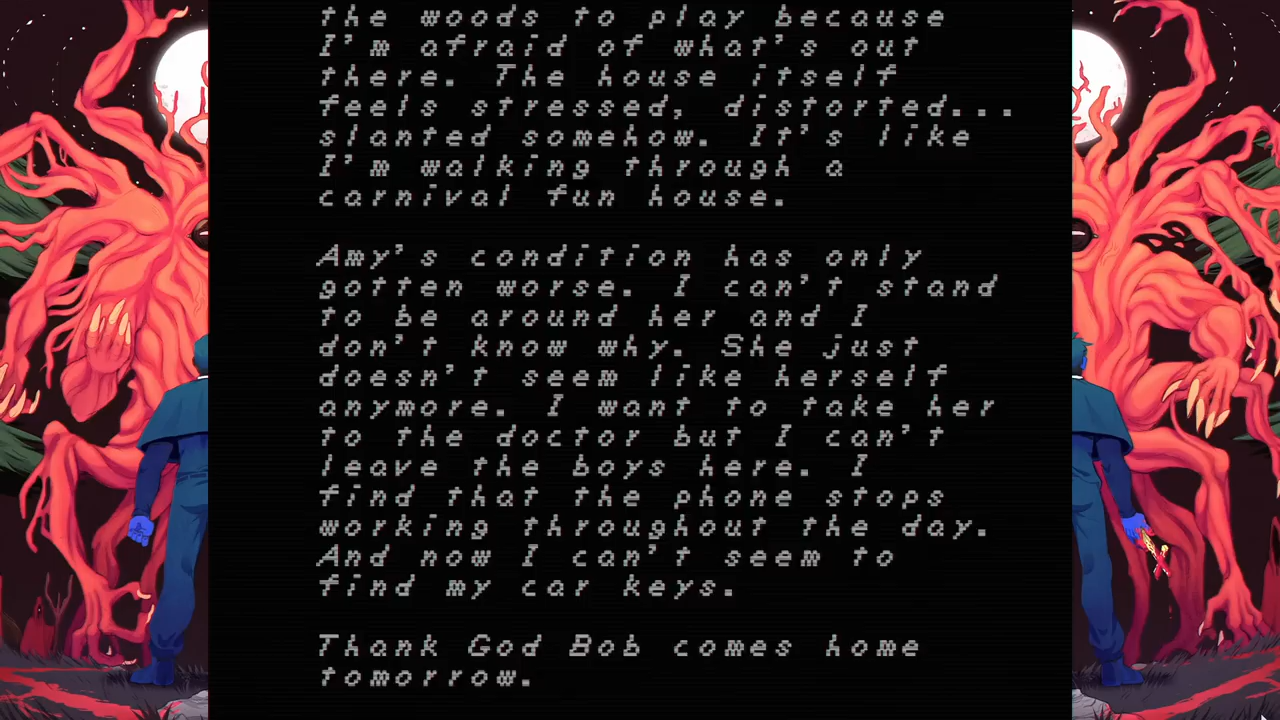 the woods to play because
I'm afraid of what's out
there. The house itself
feels stressed, distorted...
slanted somehow. It's like
I'm walking through a
carnival fun house.
Amy's condition has only
gotten worse. I can't stand
to be around her and I
don't know why. She just
doesn't seem like herself
anymore. I want to take her
to the doctor but I can't
leave the boys here. I
find that the phone stops
working throughout the day.
And now I can't seem to
find my car keys.
Thank God Bob comes home
tomorrow.